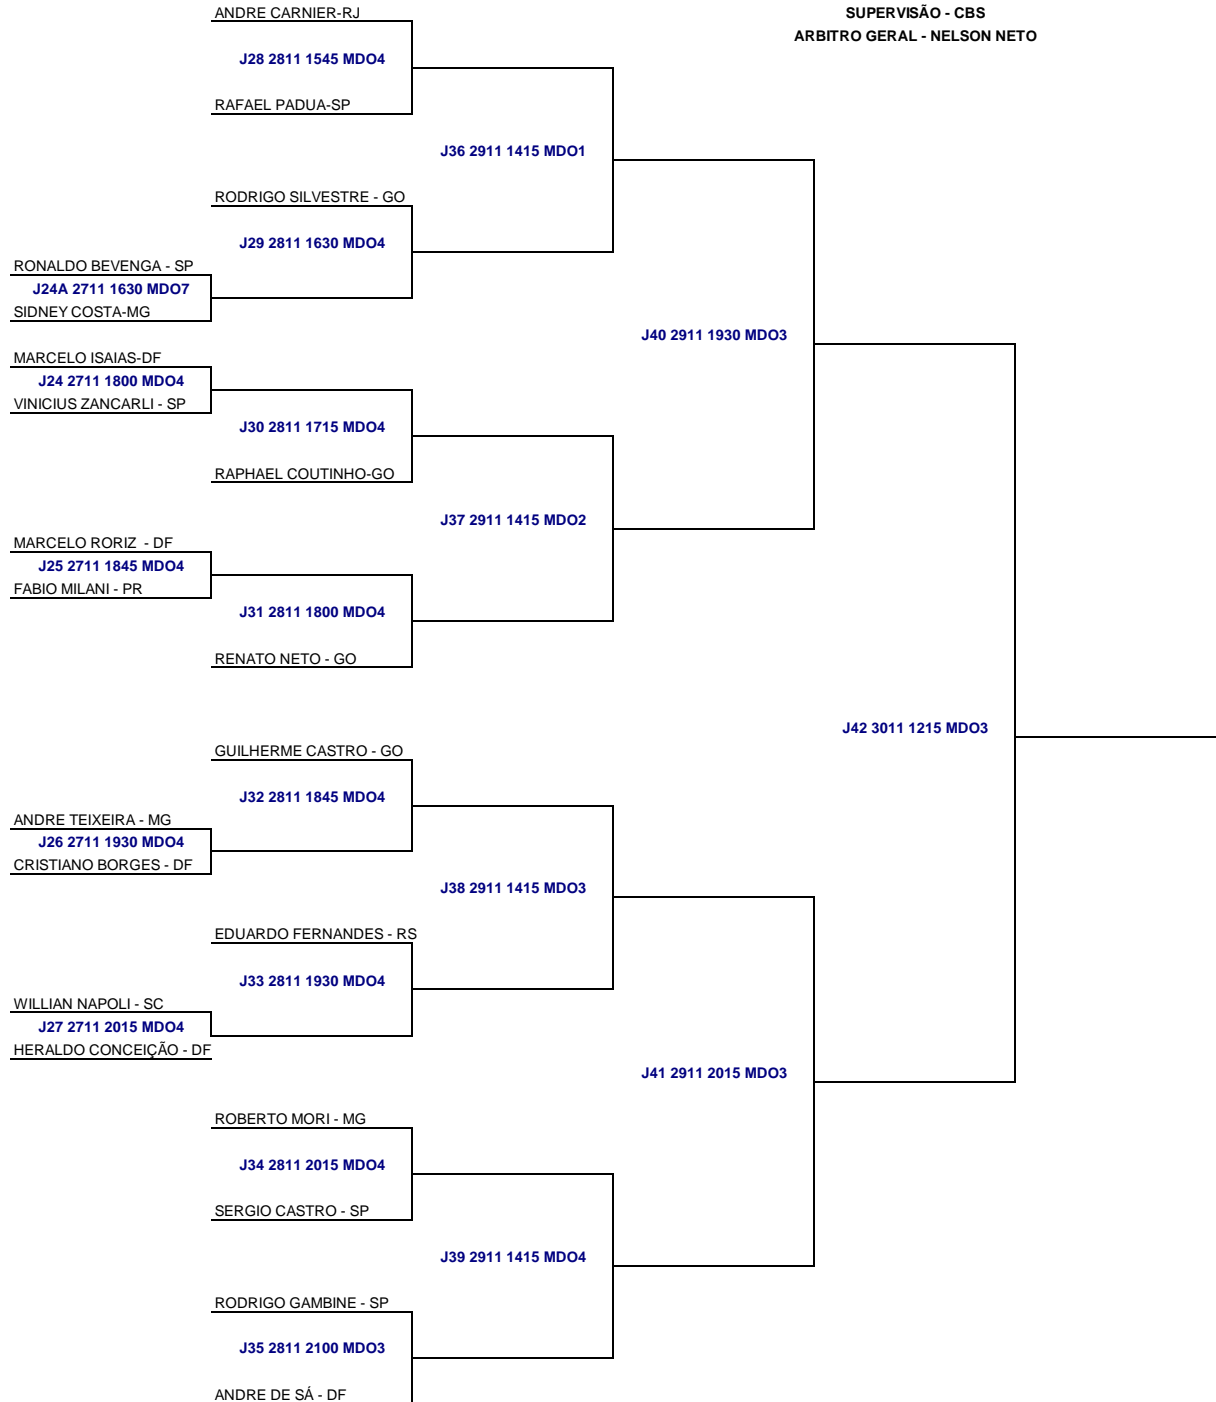 ANDRE CARNIER-RJ
SUPERVISÃO - CBS
ARBITRO GERAL - NELSON NETO
J28 2811 1545 MDO4
RAFAEL PADUA-SP
J36 2911 1415 MDO1
RODRIGO SILVESTRE - GO
J29 2811 1630 MDO4
RONALDO BEVENGA - SP
J24A 2711 1630 MDO7
SIDNEY COSTA-MG
J40 2911 1930 MDO3
MARCELO ISAIAS-DF
J24 2711 1800 MDO4
VINICIUS ZANCARLI - SP
J30 2811 1715 MDO4
RAPHAEL COUTINHO-GO
J37 2911 1415 MDO2
MARCELO RORIZ - DF
J25 2711 1845 MDO4
FABIO MILANI - PR
J31 2811 1800 MDO4
RENATO NETO - GO
J42 3011 1215 MDO3
GUILHERME CASTRO - GO
J32 2811 1845 MDO4
ANDRE TEIXEIRA - MG
J26 2711 1930 MDO4
CRISTIANO BORGES - DF
J38 2911 1415 MDO3
EDUARDO FERNANDES - RS
J33 2811 1930 MDO4
WILLIAN NAPOLI - SC
J27 2711 2015 MDO4
HERALDO CONCEIÇÃO - DF
J41 2911 2015 MDO3
ROBERTO MORI - MG
J34 2811 2015 MDO4
SERGIO CASTRO - SP
J39 2911 1415 MDO4
RODRIGO GAMBINE - SP
J35 2811 2100 MDO3
ANDRE DE SÁ - DF